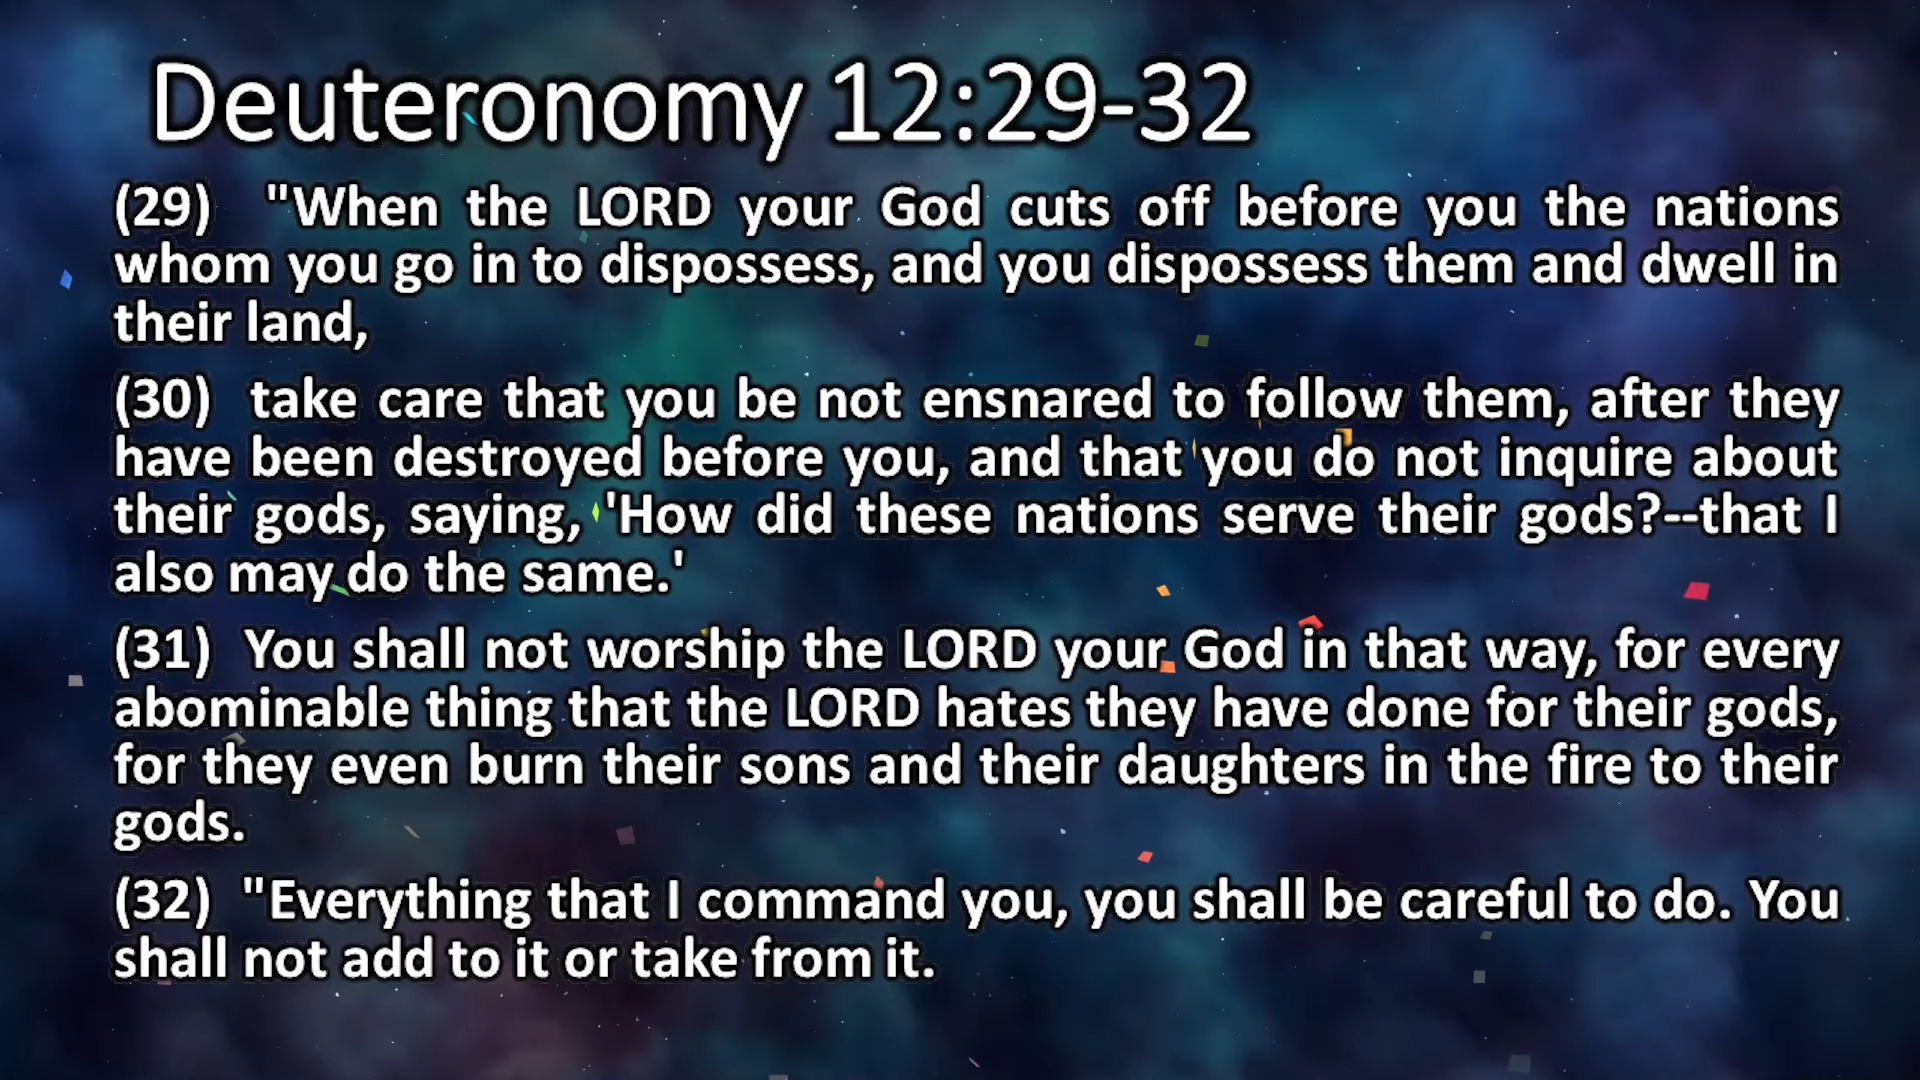 Deuteronomy 12:29-32
(29) "When the LORD your God cuts off before you the nations
whom you go in to dispossess, and you dispossess them and dwell in
their land,
(30) take care that you be not ensnared to follow them, after they
have been destroyed before you, and that you do not inquire about
their gods, saying, 'How did these nations serve their gods?--that I
also may do the same.'
(31) You shall not worship the LORD your God in that way, for every
abominable thing that the LORD hates they have done for their gods,
for they even burn their sons and their daughters in the fire to their
gods.
(32) "Everything that I command you, you shall be careful to do. You
shall not add to it or take from it.